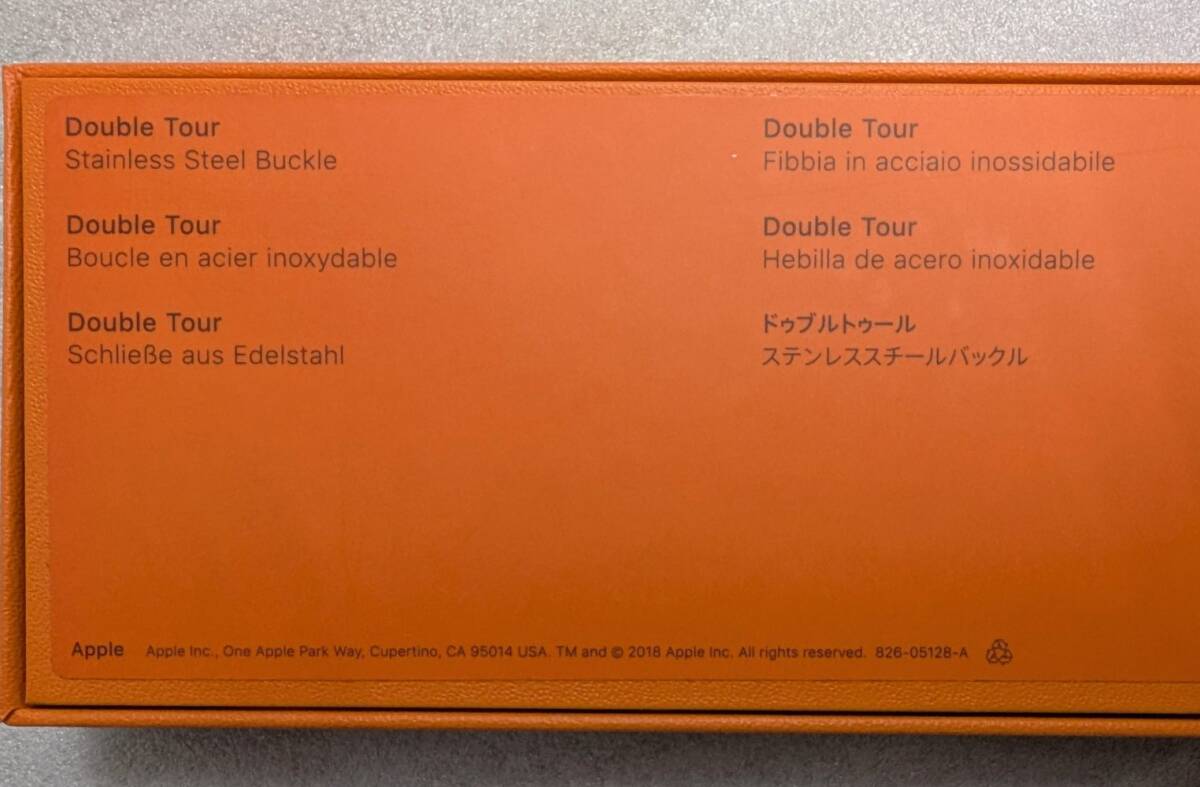 Double Tour
Stainless Steel Buckle
Double Tour
Boucle en acier inoxydable
Double Tour
Schließe aus Edelstahl
Double Tour
Fibbia in acciaio inossidabile
Double Tour
Hebilla de acero inoxidable
ドゥブルトゥール
ステンレススチールバックル
Apple Apple Inc., One Apple Park Way, Cupertino, CA 95014 USA. TM and © 2018 Apple Inc. All rights reserved. 826-05128-A